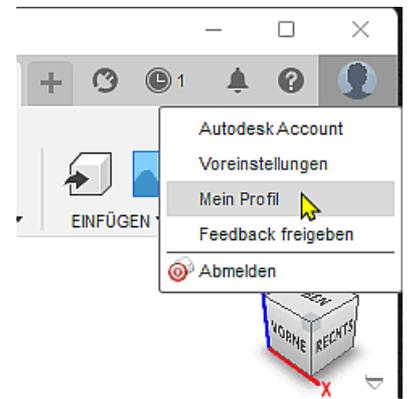 1
Autodesk Account
Voreinstellungen
Mein Profil
EINFÜGEN
Feedback freigeben
Abmelden
VORNE
RECHTS
X